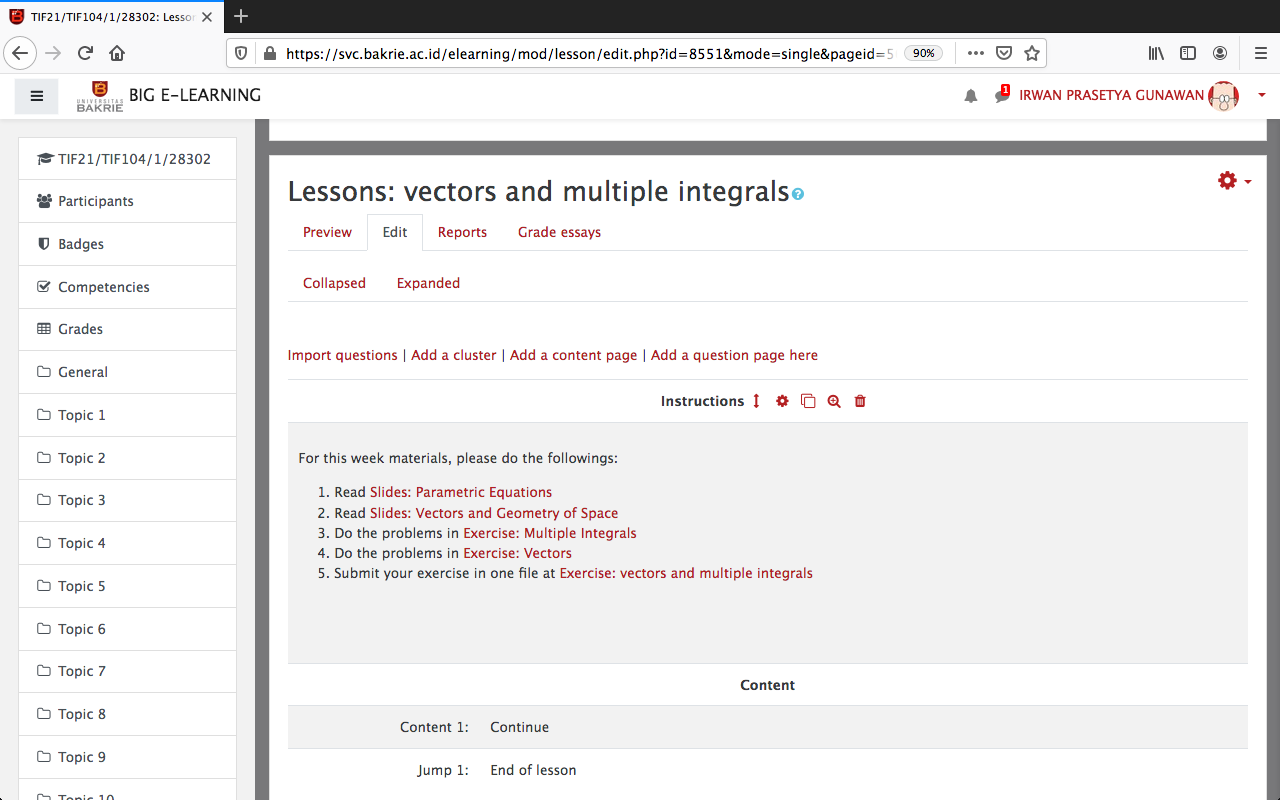 TIF21/TIF104/1/28302: Lesso
https://svc.bakrie.ac.id/elearning/mod/lesson/edit.php?id=8551&mode=single&pageid=5
90%
UNIVERSITAS
BAKRIE
BIG E-LEARNING
1
IRWAN PRASETYA GUNAWAN
TIF21/TIF104/1/28302
Participants
Badges
Competencies
Grades
General
Topic 1
Topic 2
Topic 3
Topic 4
Topic 5
Topic 6
Topic 7
Topic 8
Topic 9
Topic 10
Lessons: vectors and multiple integrals
Preview Edit Reports Grade essays
Collapsed Expanded
Import questions | Add a cluster | Add a content page | Add a question page here
Instructions
For this week materials, please do the followings:
1. Read Slides: Parametric Equations
2. Read Slides: Vectors and Geometry of Space
3. Do the problems in Exercise: Multiple Integrals
4. Do the problems in Exercise: Vectors
5. Submit your exercise in one file at Exercise: vectors and multiple integrals
Content
Content 1: Continue
Jump 1: End of lesson